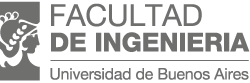 FACULTAD
DE INGENIERIA
Universidad de Buenos Aires